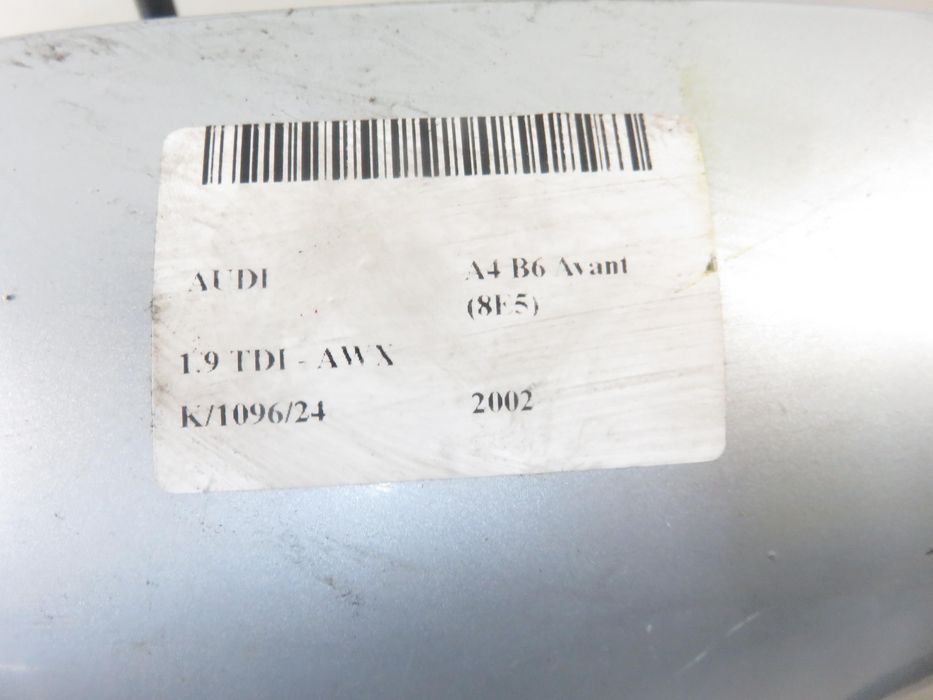 AUDI
A4 B6 Avant
(8E5)
1.9 TDI - AWX
K/1096/24
2002